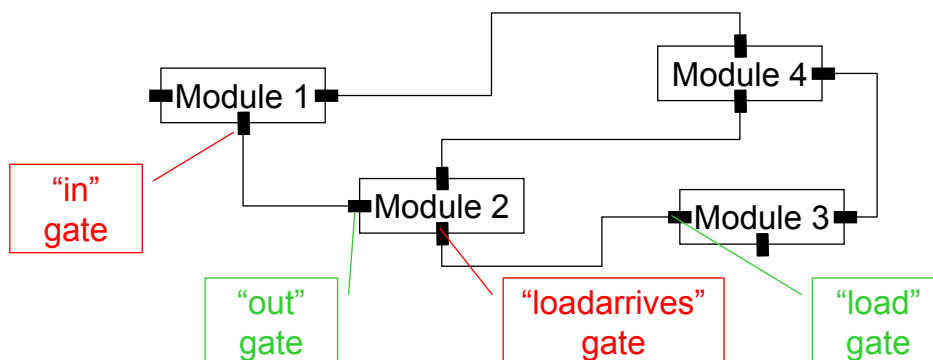 Module 4
Module 1
“in”
gate
Module 2
Module 3
“out”
gate
“loadarrives”
gate
“load”
gate